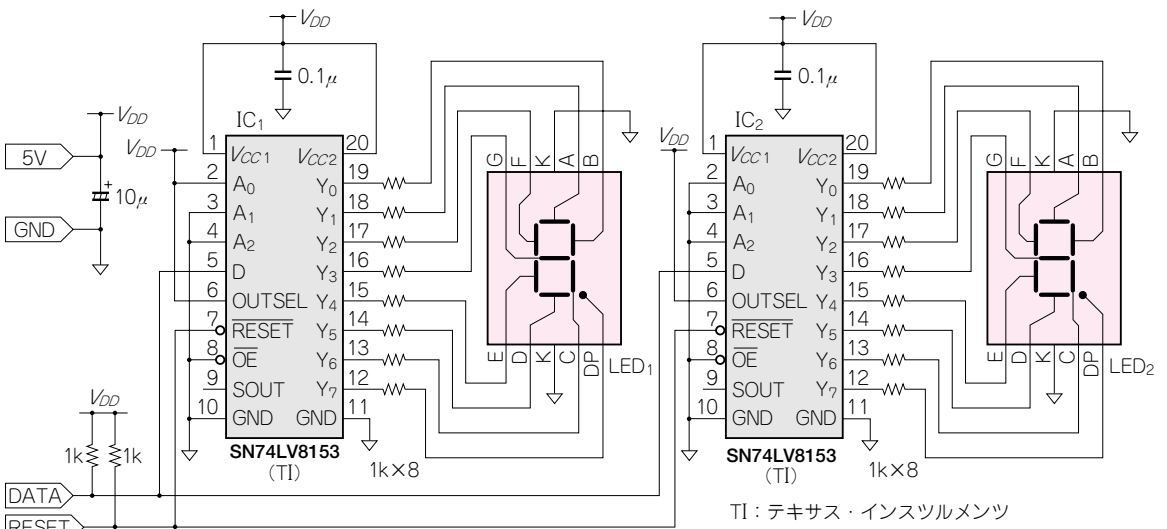 VDD
0.1μ
VDD
5V
10μ
GND
VDD
IC1
1
VCC1
VCC2
20
2
A0
Y0
19
3
A1
Y1
18
4
A2
Y2
17
5
D
Y3
16
6
OUTSEL
Y4
15
7
RESET
Y5
14
8
OE
Y6
13
9
SOUT
Y7
12
10
GND
GND
11
SN74LV8153
(TI)
1k×8
G F K A B
E D K C DP
LED1
VDD
0.1μ
VDD
IC2
1
VCC1
VCC2
20
2
A0
Y0
19
3
A1
Y1
18
4
A2
Y2
17
5
D
Y3
16
6
OUTSEL
Y4
15
7
RESET
Y5
14
8
OE
Y6
13
9
SOUT
Y7
12
10
GND
GND
11
SN74LV8153
(TI)
1k×8
G F K A B
E D K C DP
LED2
VDD
1k
1k
DATA
RESET
TI:テキサス・インスツルメンツ